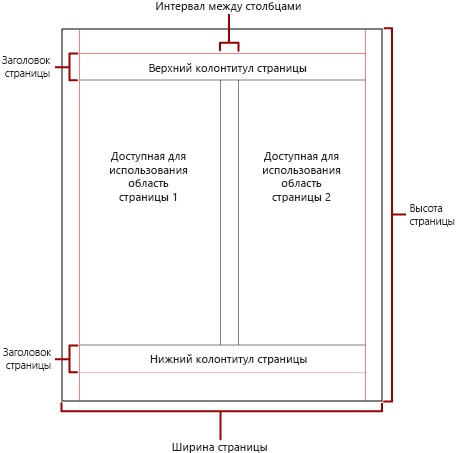 Интервал между столбцами
Заголовок
страницы
Верхний колонтитул страницы
Доступная для
использования
область
страницы 1
Доступная для
использования
область
страницы 2
Высота
страницы
Заголовок
страницы
Нижний колонтитул страницы
Ширина страницы